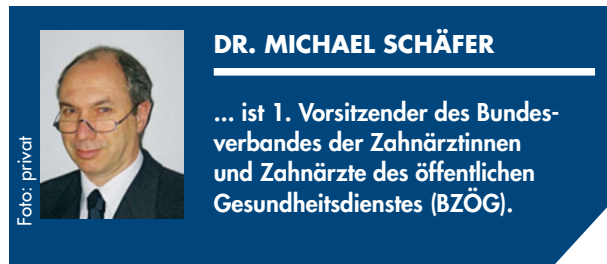 DR. MICHAEL SCHÄFER
... ist 1. Vorsitzender des Bundes-
verbandes der Zahnärztinnen
und Zahnärzte des öffentlichen
Gesundheitsdienstes (BZÖG).
Foto: privat